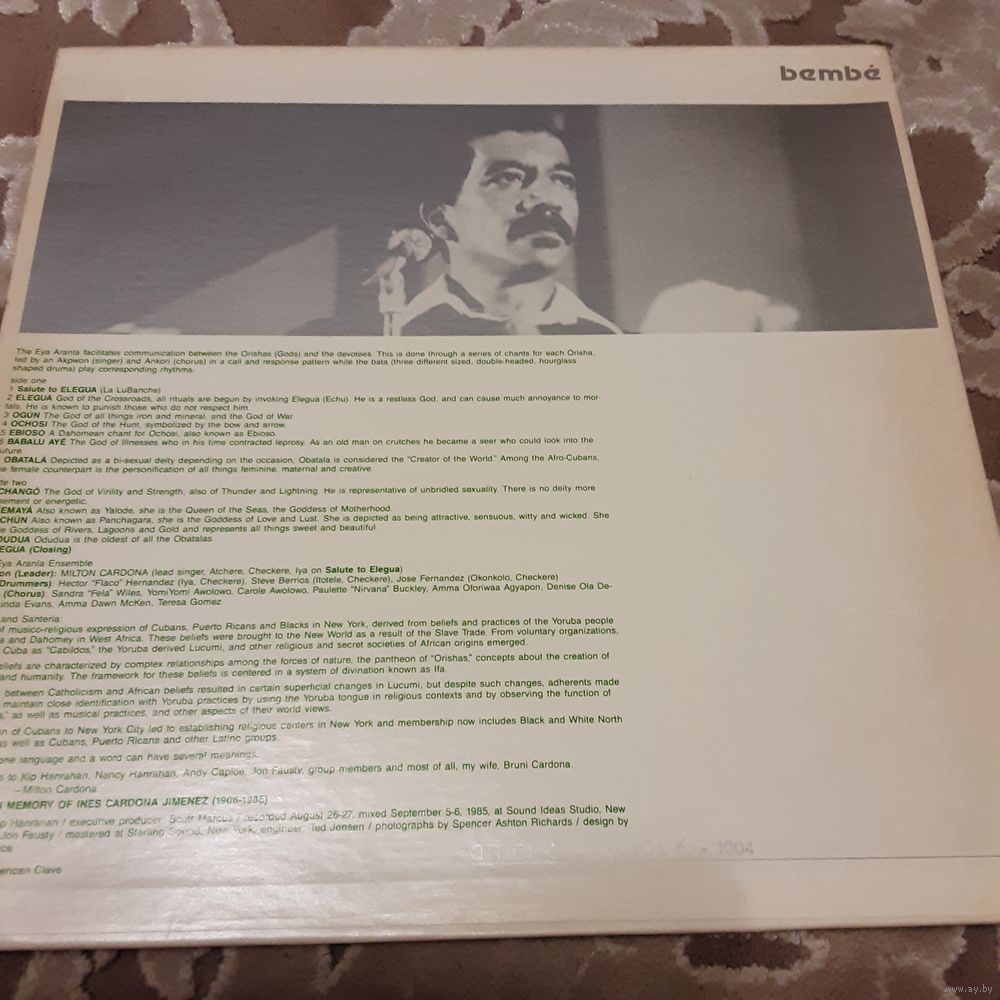 bembé
The Eya Arania facilitates communication between the Orishas (Gods) and the devotees. This is done through a series of chants for each Orisha,
led by an Akpwon (singer) and Ankori (chorus) in a call and response pattern while the bata (three different sized, double-headed, hourglass
shaped drums) play corresponding rhythms.
side one
1 Salute to ELEGUA (La LuBanche)
2 ELEGUA God of the Crossroads, all rituals are begun by invoking Elegua (Echu). He is a restless God, and can cause much annoyance to mor-
tals. He is known to punish those who do not respect him
3 OGUN The God of all things iron and mineral, and the God of War
4 OCHOSI The God of the Hunt, symbolized by the bow and arrow.
5 EBIOSO A Dahomean chant for Ochosi, also known as Ebioso.
6 BABALU AYÉ The God of Illnesses who in his time contracted leprosy. As an old man on crutches he became a seer who could look into the
uture.
OBATALÁ Depicted as a bi-sexual deity depending on the occasion, Obatala is considered the "Creator of the World." Among the Afro-Cubans,
e female counterpart is the personification of all things feminine, maternal and creative.
de two
CHANGÓ The God of Virility and Strength, also of Thunder and Lightning. He is representative of unbridled sexuality. There is no deity more
ement or energetic.
EMAYÁ Also known as Yalode, she is the Queen of the Seas, the Goddess of Motherhood.
CHUN Also known as Panchagara, she is the Goddess of Love and Lust. She is depicted as being attractive, sensuous, witty and wicked. She
e Goddess of Rivers, Lagoons and Gold and represents all things sweet and beautiful.
DUDUA Odudua is the oldest of all the Obatalas.
EGUA (Closing)
Eya Arania Ensemble
on (Leader): MILTON CARDONA (lead singer, Atchere, Checkere, Iya on Salute to Elegua)
Drummers): Hector "Flaco" Hernandez (Iya, Checkere), Steve Berrios (Itotele, Checkere), Jose Fernandez (Okonkolo, Checkere)
(Chorus): Sandra "Fela" Wiles, YomiYomi Awolowo, Carole Awolowo, Paulette "Nirvana" Buckley, Amma Oforiwaa Agyapon, Denise Ola De-
inda Evans, Amma Dawn McKen, Teresa Gomez
and Santeria:
f musico-religious expression of Cubans, Puerto Ricans and Blacks in New York, derived from beliefs and practices of the Yoruba people
a and Dahomey in West Africa. These beliefs were brought to the New World as a result of the Slave Trade. From voluntary organizations,
Cuba as "Cabildos," the Yoruba derived Lucumi, and other religious and secret societies of African origins emerged.
eliefs are characterized by complex relationships among the forces of nature, the pantheon of "Orishas," concepts about the creation of
and humanity. The framework for these beliefs is centered in a system of divination known as Ifa.
between Catholicism and African beliefs resulted in certain superficial changes in Lucumi, but despite such changes, adherents made
maintain close identification with Yoruba practices by using the Yoruba tongue in religious contexts and by observing the function of
s," as well as musical practices, and other aspects of their world views.
n of Cubans to New York City led to establishing religious centers in New York and membership now includes Black and White North
as well as Cubans, Puerto Ricans and other Latino groups.
one language and a word can have several meanings.
s to Kip Hanrahan, Nancy Hanrahan, Andy Caploe, Jon Fausty, group members and most of all, my wife, Bruni Cardona.
—Milton Cardona
N MEMORY OF INES CARDONA JIMENEZ (1906-1985)
p Hanrahan / executive producer: Scott Marcus / recorded August 26-27, mixed September 5-6, 1985, at Sound Ideas Studio, New
Jon Fausty / mastered at Sterling Sound, New York, engineer: Ted Jensen / photographs by Spencer Ashton Richards / design by
ca
erican Clavé
1004
www.ay.by